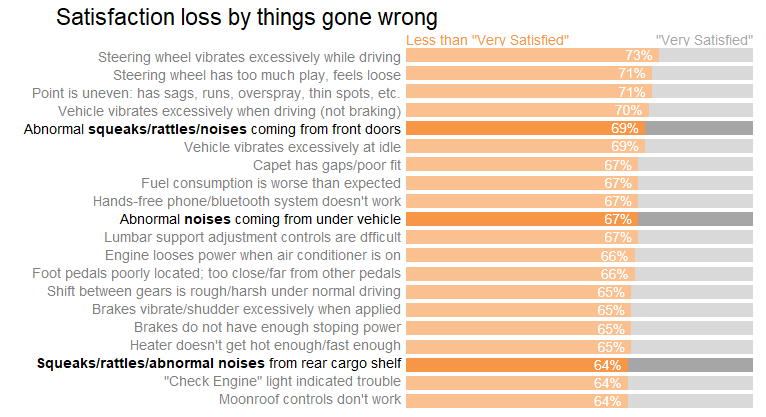 Satisfaction loss by things gone wrong
Less than "Very Satisfied" "Very Satisfied"
Steering wheel vibrates excessively while driving 73%
Steering wheel has too much play, feels loose 71%
Point is uneven: has sags, runs, overspray, thin spots, etc. 71%
Vehicle vibrates excessively when driving (not braking) 70%
Abnormal squeaks/rattles/noises coming from front doors 69%
Vehicle vibrates excessively at idle 69%
Capet has gaps/poor fit 67%
Fuel consumption is worse than expected 67%
Hands-free phone/bluetooth system doesn't work 67%
Abnormal noises coming from under vehicle 67%
Lumbar support adjustment controls are dfficult 67%
Engine looses power when air conditioner is on 66%
Foot pedals poorly located; too close/far from other pedals 66%
Shift between gears is rough/harsh under normal driving 65%
Brakes vibrate/shudder excessively when applied 65%
Brakes do not have enough stoping power 65%
Heater doesn't get hot enough/fast enough 65%
Squeaks/rattles/abnormal noises from rear cargo shelf 64%
"Check Engine" light indicated trouble 64%
Moonroof controls don't work 64%